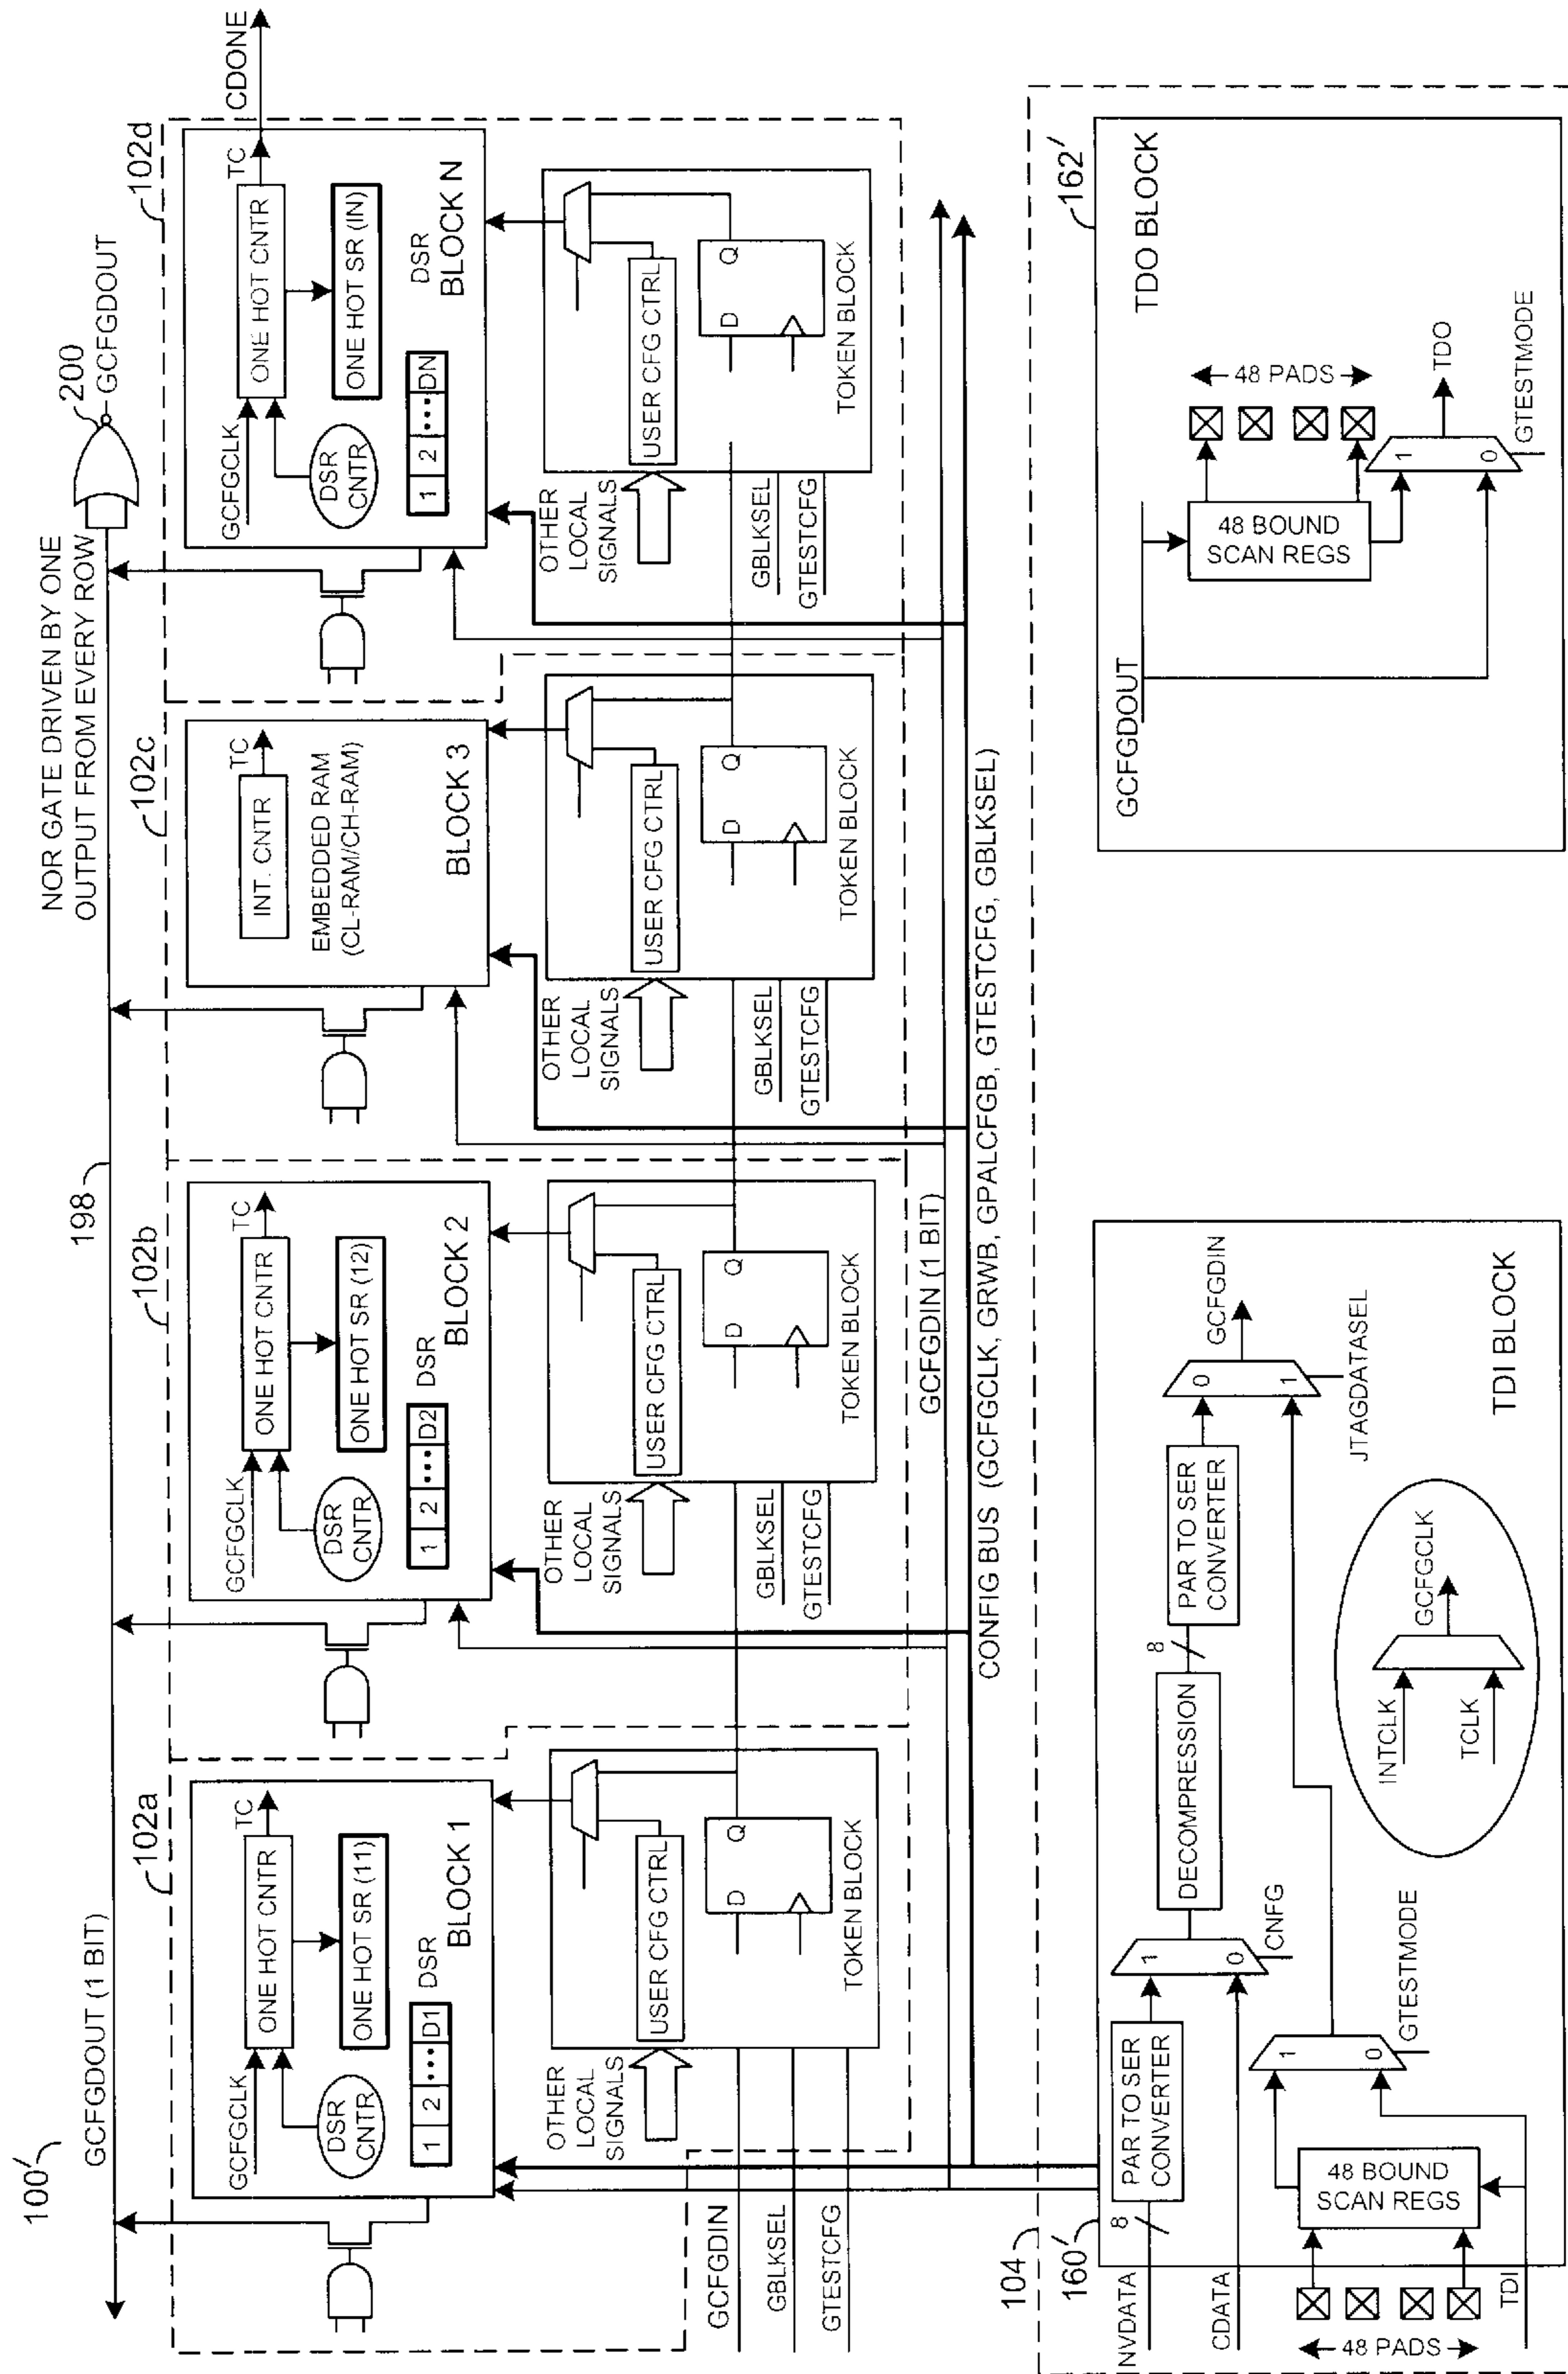 100′
GCFGDOUT (1 BIT)
198
NOR GATE DRIVEN BY ONE
OUTPUT FROM EVERY ROW
200
GCFGDOUT
102a
GCFGCLK
DSR
CNTR
ONE HOT CNTR
TC
ONE HOT SR (11)
1 2 ••• D1
DSR
BLOCK 1
OTHER
LOCAL
SIGNALS
USER CFG CTRL
D
Q
TOKEN BLOCK
GCFGDIN
GBLKSEL
GTESTCFG
102b
GCFGCLK
DSR
CNTR
ONE HOT CNTR
TC
ONE HOT SR (12)
1 2 ••• D2
DSR
BLOCK 2
OTHER
LOCAL
SIGNALS
USER CFG CTRL
D
Q
TOKEN BLOCK
GBLKSEL
GTESTCFG
102c
INT. CNTR
TC
EMBEDDED RAM
(CL-RAM/CH-RAM)
BLOCK 3
OTHER
LOCAL
SIGNALS
USER CFG CTRL
D
Q
TOKEN BLOCK
GBLKSEL
GTESTCFG
102d
CDONE
GCFGCLK
DSR
CNTR
ONE HOT CNTR
TC
ONE HOT SR (IN)
1 2 ••• DN
DSR
BLOCK N
OTHER
LOCAL
SIGNALS
USER CFG CTRL
D
Q
TOKEN BLOCK
GBLKSEL
GTESTCFG
GCFGDIN (1 BIT)
CONFIG BUS (GCFGCLK, GRWB, GPALCFGB, GTESTCFG, GBLKSEL)
104
160′
NVDATA
8
PAR TO SER
CONVERTER
CDATA
1
0
CNFG
DECOMPRESSION
8
PAR TO SER
CONVERTER
0
1
GCFGDIN
JTAGDATASEL
48 PADS
TDI
48 BOUND
SCAN REGS
1
0
GTESTMODE
INTCLK
TCLK
GCFGCLK
TDI BLOCK
162′
GCFGDOUT
48 BOUND
SCAN REGS
48 PADS
1
0
TDO
GTESTMODE
TDO BLOCK